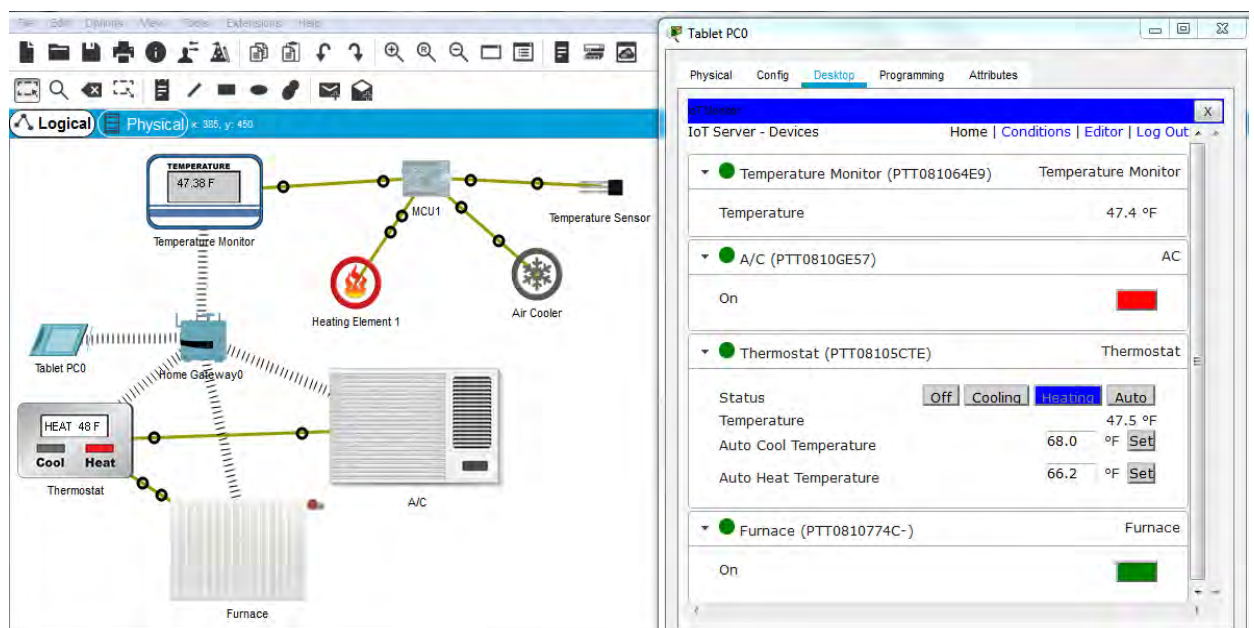 File Edit Options View Tools Extensions Help
Logical Physical x: 385, y: 450
TEMPERATURE
47.38 F
Temperature Monitor
MCU1
Temperature Sensor
Heating Element 1
Air Cooler
Tablet PC0
Home Gateway0
HEAT 48 F
Cool Heat
Thermostat
A/C
Furnace
Tablet PC0
Physical Config Desktop Programming Attributes
IoT Server X
IoT Server - Devices Home | Conditions | Editor | Log Out
Temperature Monitor (PTT081064E9) Temperature Monitor
Temperature 47.4 °F
A/C (PTT0810GE57) AC
On
Thermostat (PTT08105CTE) Thermostat
Status Off Cooling Heating Auto
Temperature 47.5 °F
Auto Cool Temperature 68.0 °F Set
Auto Heat Temperature 66.2 °F Set
Furnace (PTT0810774C-) Furnace
On